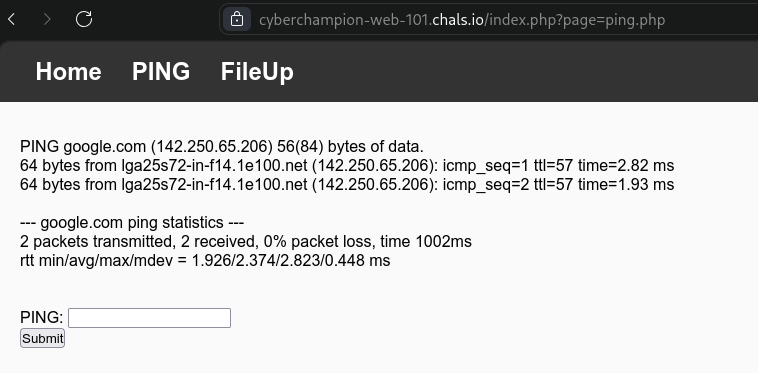 cyberchampion-web-101.chals.io/index.php?page=ping.php
Home PING FileUp
PING google.com (142.250.65.206) 56(84) bytes of data.
64 bytes from lga25s72-in-f14.1e100.net (142.250.65.206): icmp_seq=1 ttl=57 time=2.82 ms
64 bytes from lga25s72-in-f14.1e100.net (142.250.65.206): icmp_seq=2 ttl=57 time=1.93 ms
--- google.com ping statistics ---
2 packets transmitted, 2 received, 0% packet loss, time 1002ms
rtt min/avg/max/mdev = 1.926/2.374/2.823/0.448 ms
PING:
Submit